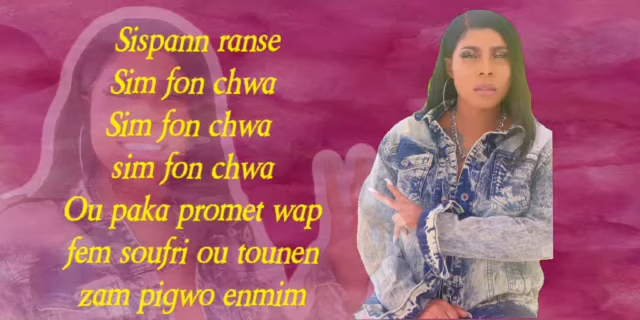 Sispann ranse
Sim fon chwa
Sim fon chwa
sim fon chwa
Ou paka promet wap
fem soufri ou tounen
zam pigwo enmim